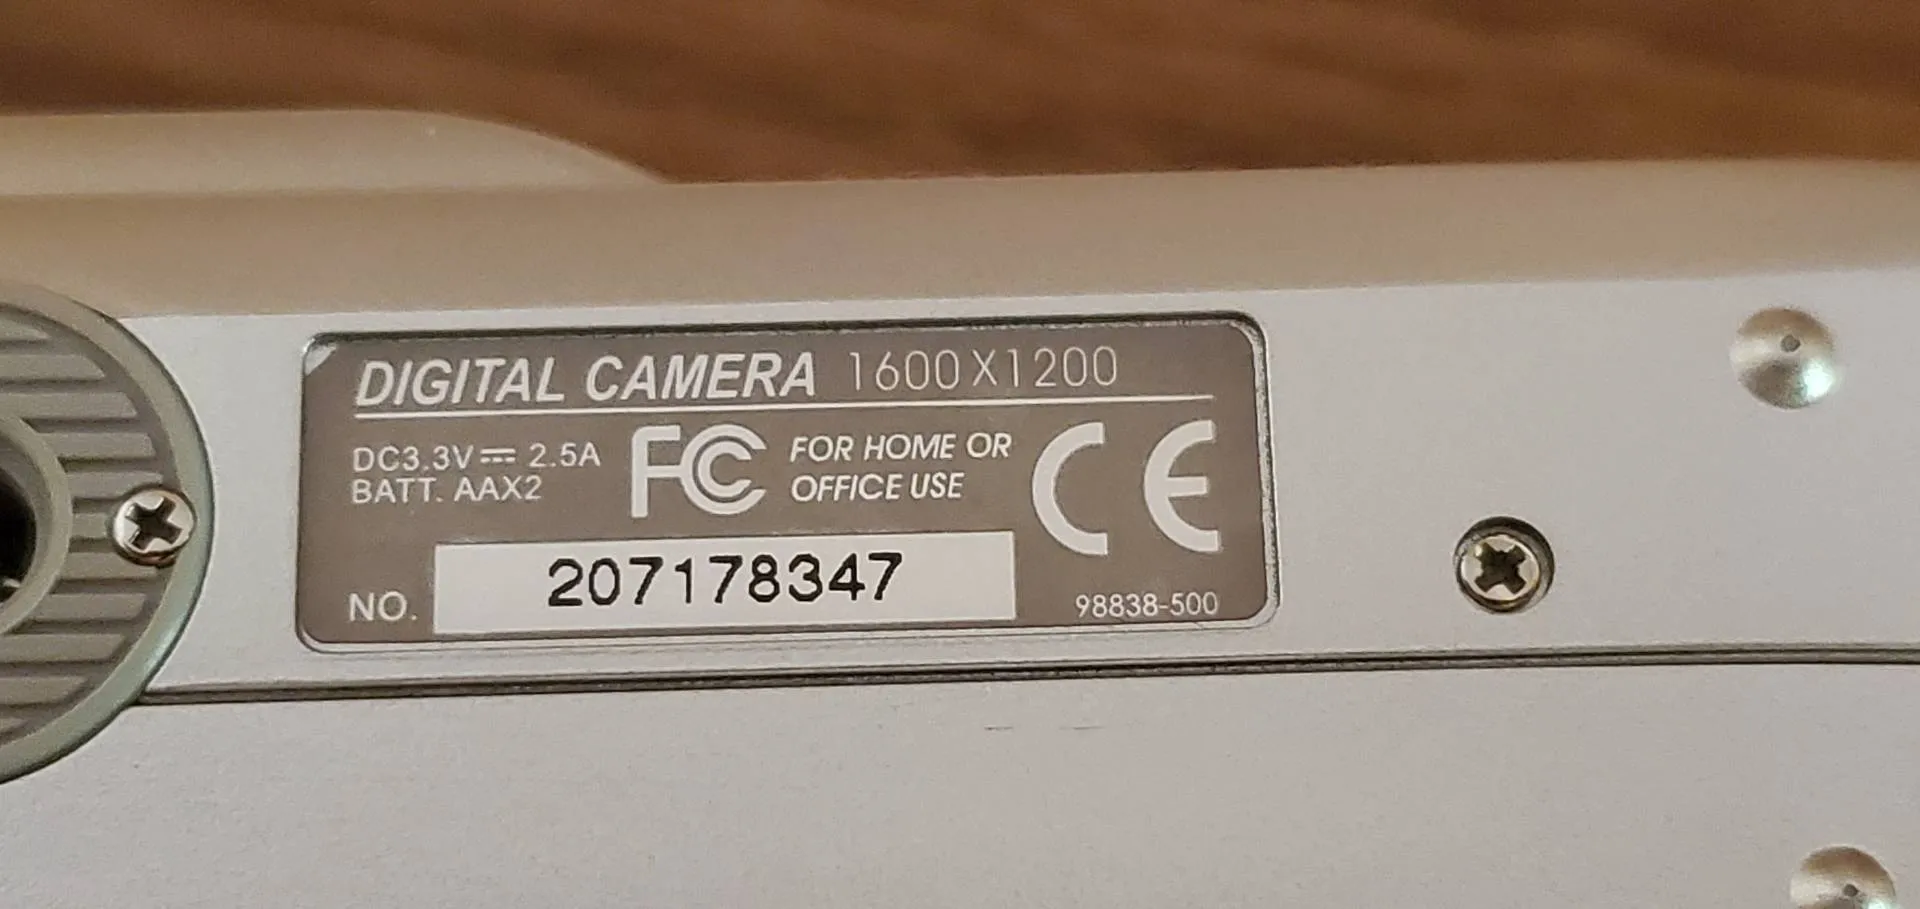 DIGITAL CAMERA 1600X1200
DC3.3V⎓ 2.5A
BATT. AAX2
FC
FOR HOME OR
OFFICE USE
CE
NO. 207178347
98838-500